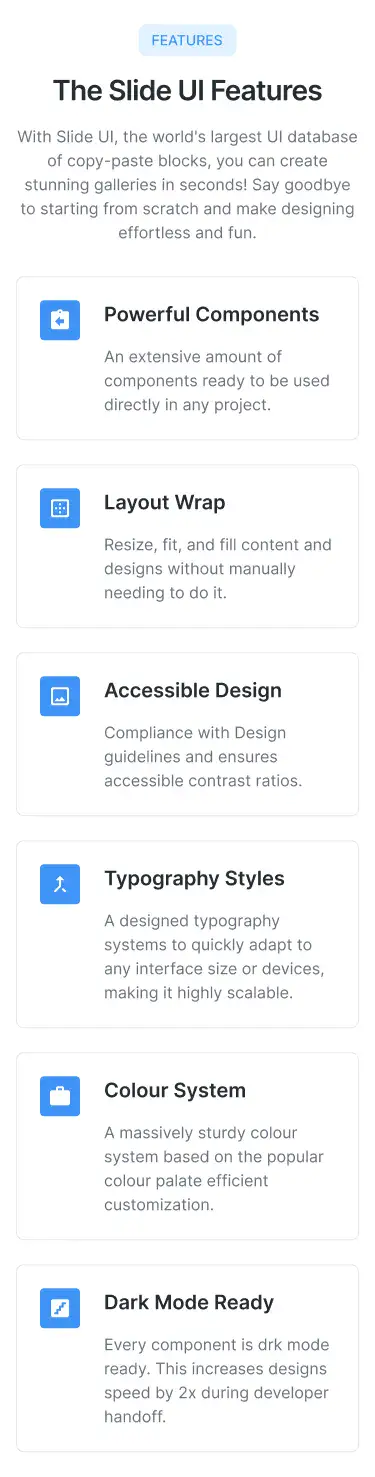 FEATURES
The Slide UI Features
With Slide UI, the world's largest UI database
of copy-paste blocks, you can create
stunning galleries in seconds! Say goodbye
to starting from scratch and make designing
effortless and fun.
Powerful Components
An extensive amount of
components ready to be used
directly in any project.
Layout Wrap
Resize, fit, and fill content and
designs without manually
needing to do it.
Accessible Design
Compliance with Design
guidelines and ensures
accessible contrast ratios.
Typography Styles
A designed typography
systems to quickly adapt to
any interface size or devices,
making it highly scalable.
Colour System
A massively sturdy colour
system based on the popular
colour palate efficient
customization.
Dark Mode Ready
Every component is drk mode
ready. This increases designs
speed by 2x during developer
handoff.